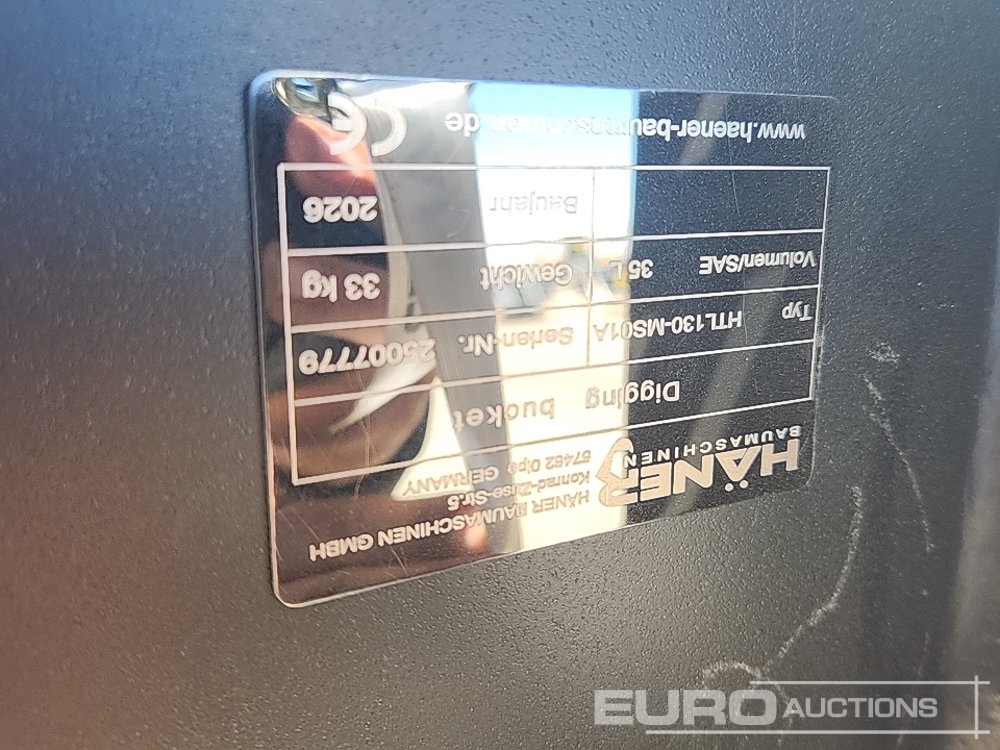 HÄNER
BAUMASCHINEN
HÄNER BAUMASCHINEN GMBH
Konrad-Zuse-Str.5
57462 Olpe GERMANY
Digging bucket
Typ HTL130-MS01A Serien-Nr. 25007779
Volumen/SAE 35 L Gewicht 33 kg
Baujahr 2026
www.haener-baumaschinen.de CE
EURO AUCTIONS